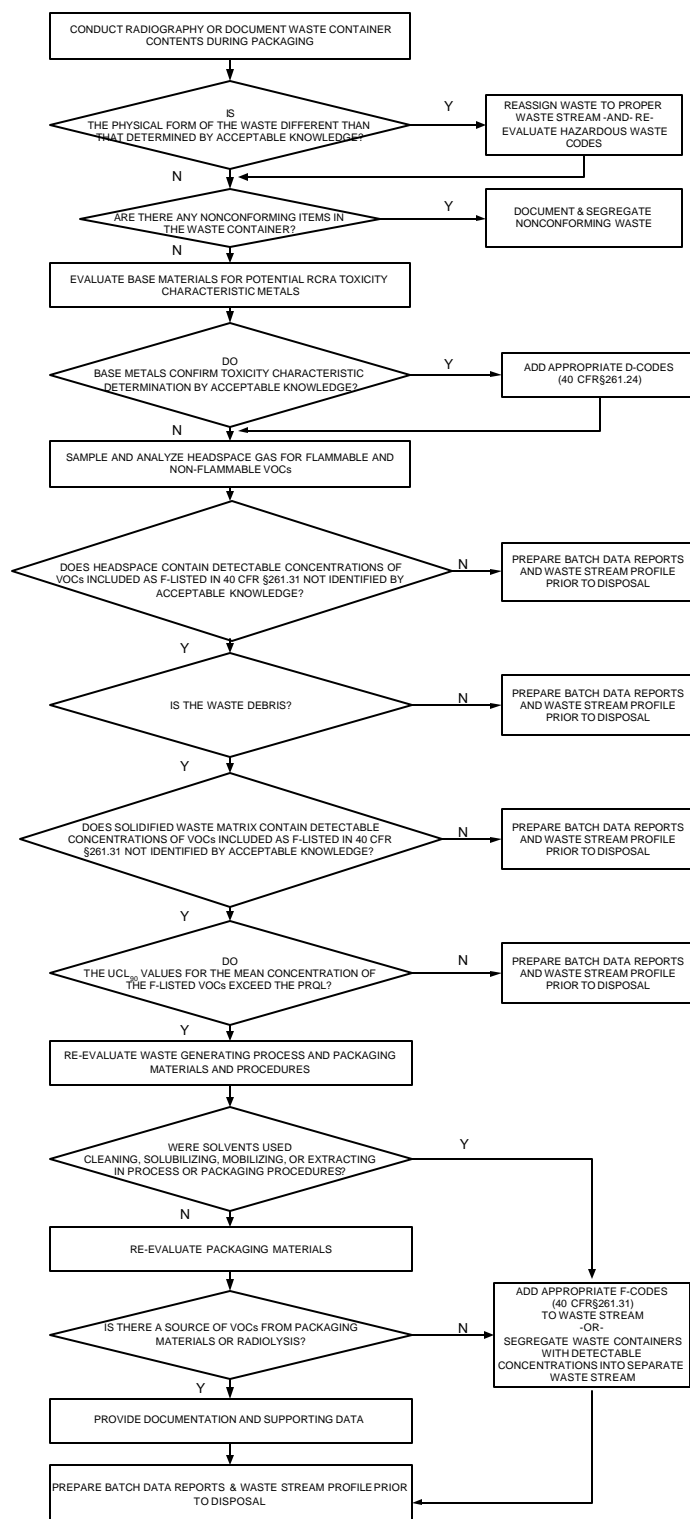 CONDUCT RADIOGRAPHY OR DOCUMENT WASTE CONTAINER
CONTENTS DURING PACKAGING
IS
THE PHYSICAL FORM OF THE WASTE DIFFERENT THAN
THAT DETERMINED BY ACCEPTABLE KNOWLEDGE?
Y
REASSIGN WASTE TO PROPER
WASTE STREAM -AND- RE-
EVALUATE HAZARDOUS WASTE
CODES
N
ARE THERE ANY NONCONFORMING ITEMS IN
THE WASTE CONTAINER?
Y
DOCUMENT & SEGREGATE
NONCONFORMING WASTE
N
EVALUATE BASE MATERIALS FOR POTENTIAL RCRA TOXICITY
CHARACTERISTIC METALS
DO
BASE METALS CONFIRM TOXICITY CHARACTERISTIC
DETERMINATION BY ACCEPTABLE KNOWLEDGE?
Y
ADD APPROPRIATE D-CODES
(40 CFR§261.24)
N
SAMPLE AND ANALYZE HEADSPACE GAS FOR FLAMMABLE AND
NON-FLAMMABLE VOCs
DOES HEADSPACE CONTAIN DETECTABLE CONCENTRATIONS OF
VOCs INCLUDED AS F-LISTED IN 40 CFR §261.31 NOT IDENTIFIED BY
ACCEPTABLE KNOWLEDGE?
N
PREPARE BATCH DATA REPORTS
AND WASTE STREAM PROFILE
PRIOR TO DISPOSAL
Y
IS THE WASTE DEBRIS?
N
PREPARE BATCH DATA REPORTS
AND WASTE STREAM PROFILE
PRIOR TO DISPOSAL
Y
DOES SOLIDIFIED WASTE MATRIX CONTAIN DETECTABLE
CONCENTRATIONS OF VOCs INCLUDED AS F-LISTED IN 40 CFR
§261.31 NOT IDENTIFIED BY ACCEPTABLE KNOWLEDGE?
N
PREPARE BATCH DATA REPORTS
AND WASTE STREAM PROFILE
PRIOR TO DISPOSAL
Y
DO
THE UCL90 VALUES FOR THE MEAN CONCENTRATION OF
THE F-LISTED VOCs EXCEED THE PRQL?
N
PREPARE BATCH DATA REPORTS
AND WASTE STREAM PROFILE
PRIOR TO DISPOSAL
Y
RE-EVALUATE WASTE GENERATING PROCESS AND PACKAGING
MATERIALS AND PROCEDURES
WERE SOLVENTS USED
CLEANING, SOLUBILIZING, MOBILIZING, OR EXTRACTING
IN PROCESS OR PACKAGING PROCEDURES?
Y
N
RE-EVALUATE PACKAGING MATERIALS
IS THERE A SOURCE OF VOCs FROM PACKAGING
MATERIALS OR RADIOLYSIS?
N
ADD APPROPRIATE F-CODES
(40 CFR§261.31)
TO WASTE STREAM
-OR-
SEGREGATE WASTE CONTAINERS
WITH DETECTABLE
CONCENTRATIONS INTO SEPARATE
WASTE STREAM
Y
PROVIDE DOCUMENTATION AND SUPPORTING DATA
PREPARE BATCH DATA REPORTS & WASTE STREAM PROFILE PRIOR
TO DISPOSAL